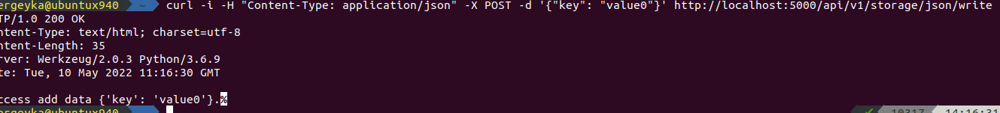 ergeyka@ubuntux940 ~ curl -i -H "Content-Type: application/json" -X POST -d '{"key": "value0"}' http://localhost:5000/api/v1/storage/json/write
TP/1.0 200 OK
ntent-Type: text/html; charset=utf-8
ntent-Length: 35
rver: Werkzeug/2.0.3 Python/3.6.9
te: Tue, 10 May 2022 11:16:30 GMT
ccess add data {'key': 'value0'}.%
ergeyka@ubuntux940 ✔ 10317 14:16:31